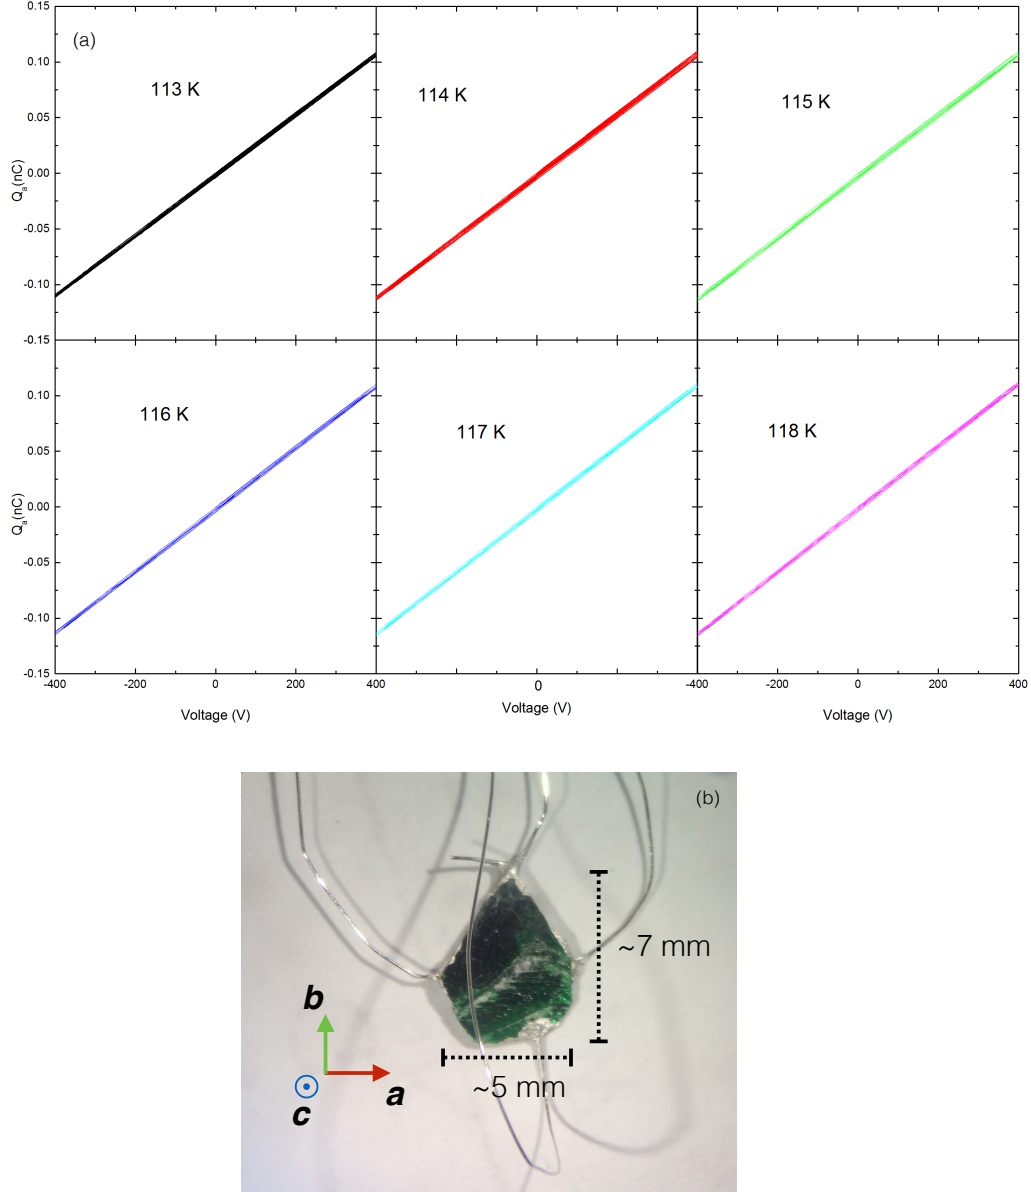 (a)
113 K
114 K
115 K
0.15
0.10
0.05
0.00
-0.05
-0.10
-0.15
Qa(nC)
116 K
117 K
118 K
0.10
0.05
0.00
-0.05
-0.10
-0.15
Qa(nC)
-400 -200 0 200 400 0 -400 -200 0 200 400
Voltage (V) Voltage (V) Voltage (V)
(b)
~7 mm
b
~5 mm
a
c